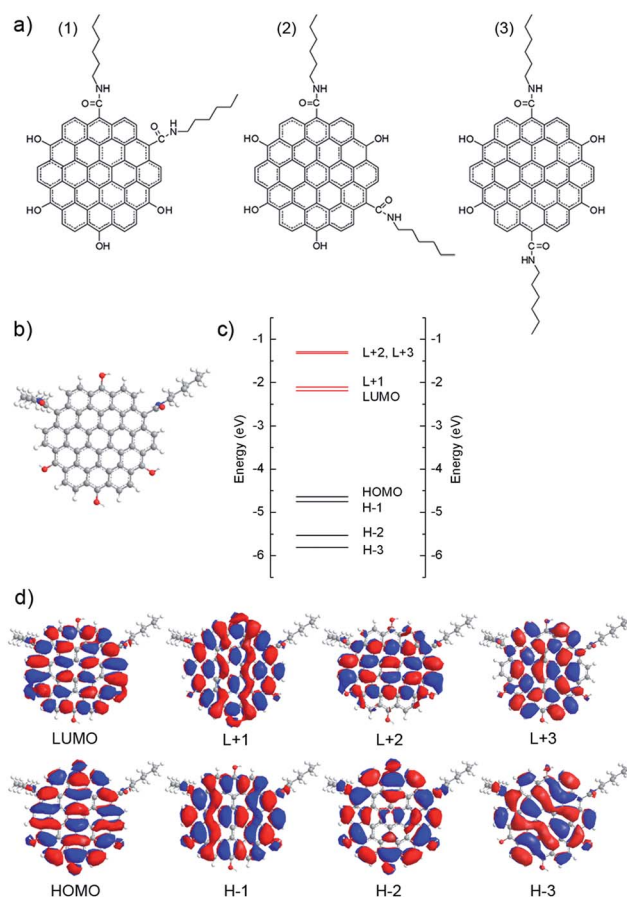 a) (1) (2) (3)
NH
O=C
HO
HO
OH
OH
O
C
NH
NH
O=C
HO
OH
HO
OH
C
O
NH
NH
O=C
HO
OH
HO
OH
C=O
HN
b)
c)
-1
-2
-3
-4
-5
-6
Energy (eV)
L+2, L+3
L+1
LUMO
HOMO
H-1
H-2
H-3
-1
-2
-3
-4
-5
-6
Energy (eV)
d)
LUMO L+1 L+2 L+3
HOMO H-1 H-2 H-3